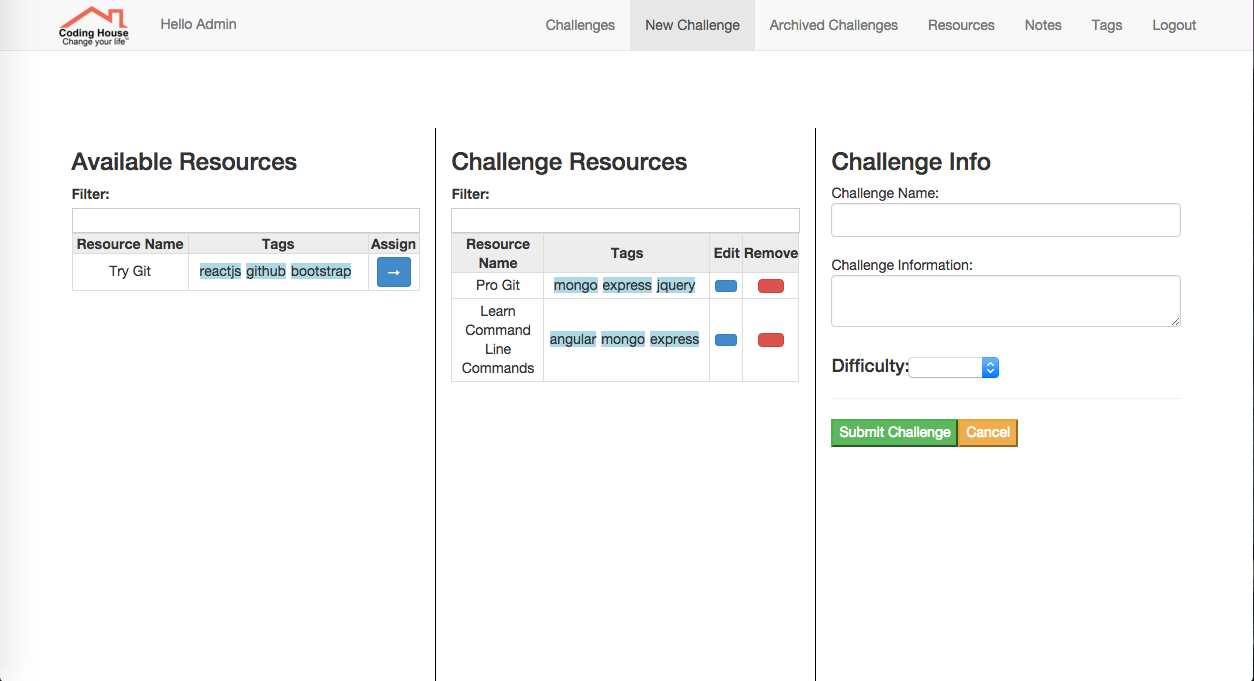 Coding House
Change your life™
Hello Admin
Challenges
New Challenge
Archived Challenges
Resources
Notes
Tags
Logout
Available Resources
Filter:
Resource Name Tags Assign
Try Git reactjs github bootstrap →
Challenge Resources
Filter:
Resource
Name
Tags Edit Remove
Pro Git mongo express jquery
Learn
Command
Line
Commands
angular mongo express
Challenge Info
Challenge Name:
Challenge Information:
Difficulty:
Submit Challenge Cancel